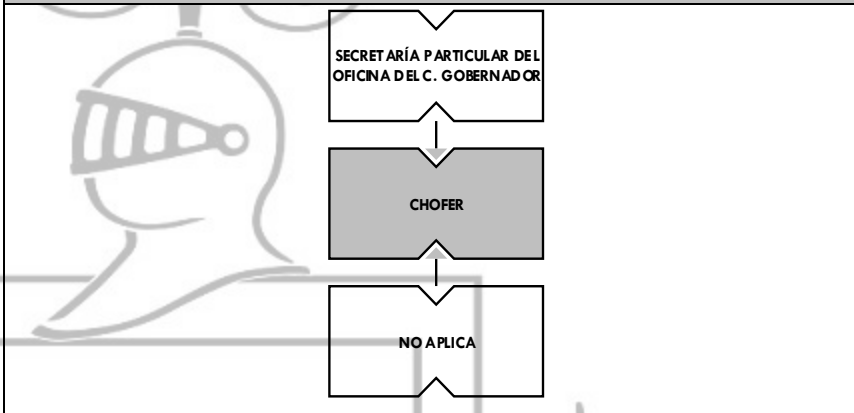 SECRETARÍA PARTICULAR DEL
OFICINA DEL C. GOBERNADOR
CHOFER
NO APLICA